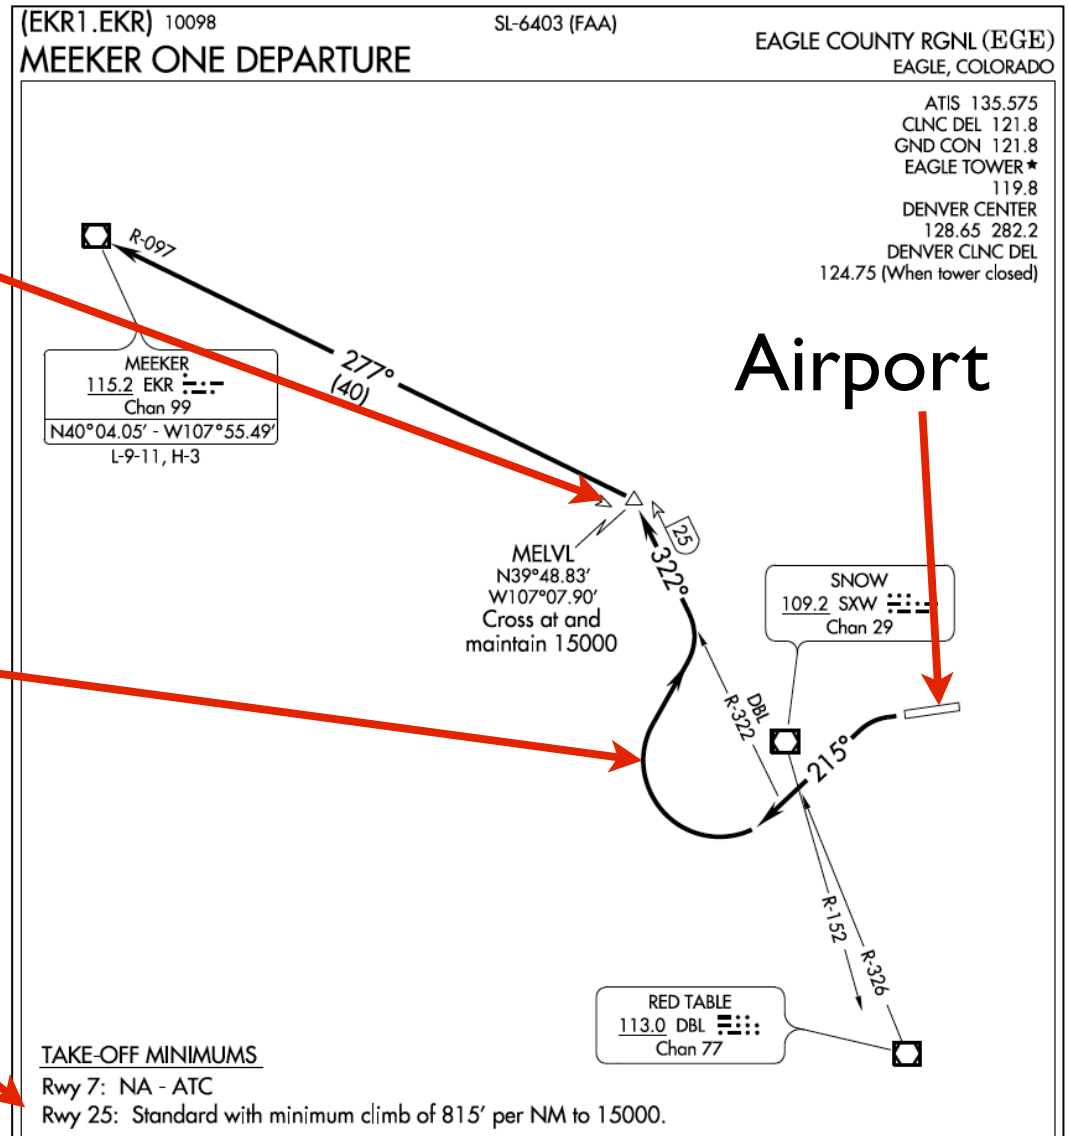 (EKR1.EKR) 10098
SL-6403 (FAA)
MEEKER ONE DEPARTURE
EAGLE COUNTY RGNL (EGE)
EAGLE, COLORADO
ATIS 135.575
CLNC DEL 121.8
GND CON 121.8
EAGLE TOWER★
119.8
DENVER CENTER
128.65 282.2
DENVER CLNC DEL
124.75 (When tower closed)
R-097
277°
(40)
MEEKER
115.2 EKR
Chan 99
N40°04.05′ - W107°55.49′
L-9-11, H-3
Airport
25
322°
MELVL
N39°48.83′
W107°07.90′
Cross at and
maintain 15000
SNOW
109.2 SXW
Chan 29
DBL
R-322
215°
R-152
R-326
RED TABLE
113.0 DBL
Chan 77
TAKE-OFF MINIMUMS
Rwy 7: NA - ATC
Rwy 25: Standard with minimum climb of 815′ per NM to 15000.